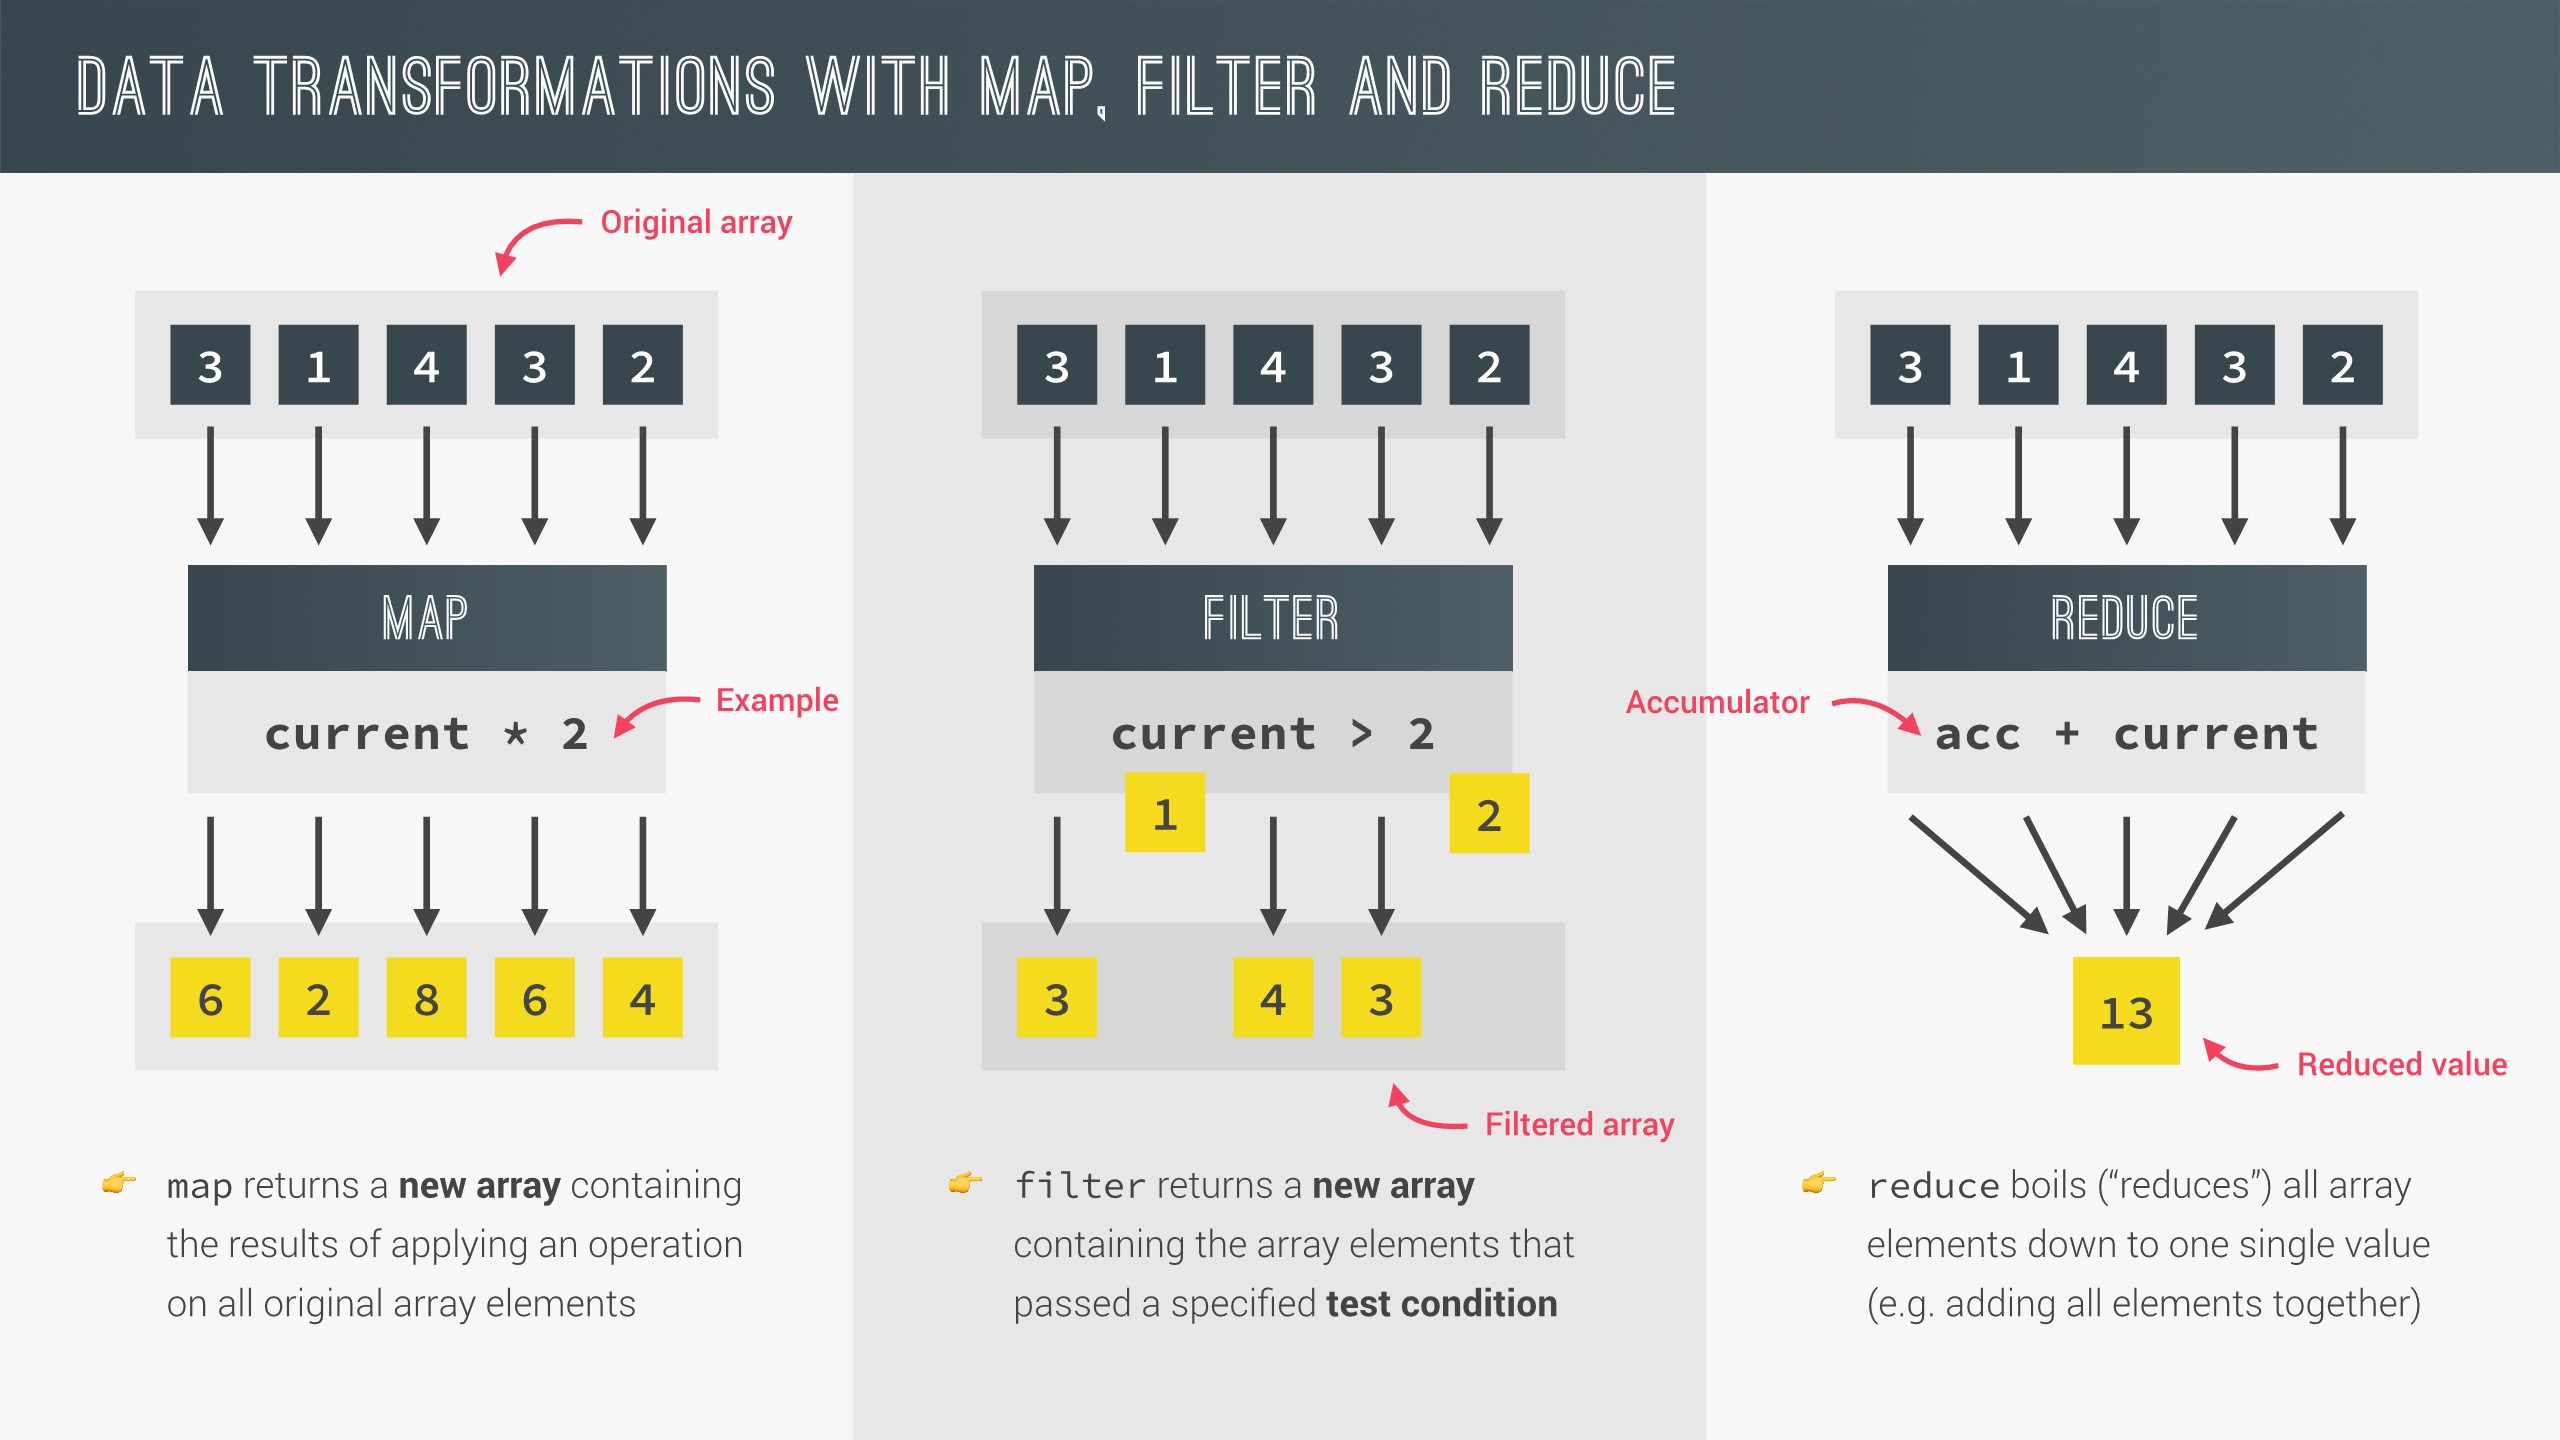 DATA TRANSFORMATIONS WITH MAP, FILTER AND REDUCE
Original array
3 1 4 3 2
MAP
current * 2
Example
6 2 8 6 4
👉 map returns a new array containing
the results of applying an operation
on all original array elements
3 1 4 3 2
FILTER
current > 2
1 2
3 4 3
Filtered array
👉 filter returns a new array
containing the array elements that
passed a specified test condition
3 1 4 3 2
REDUCE
Accumulator
acc + current
13
Reduced value
👉 reduce boils (“reduces”) all array
elements down to one single value
(e.g. adding all elements together)